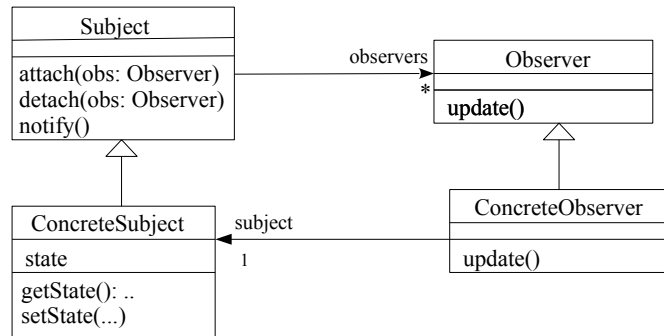 Subject
attach(obs: Observer)
detach(obs: Observer)
notify()
observers
*
Observer
update()
ConcreteSubject
state
getState(): ..
setState(...)
subject
1
ConcreteObserver
update()